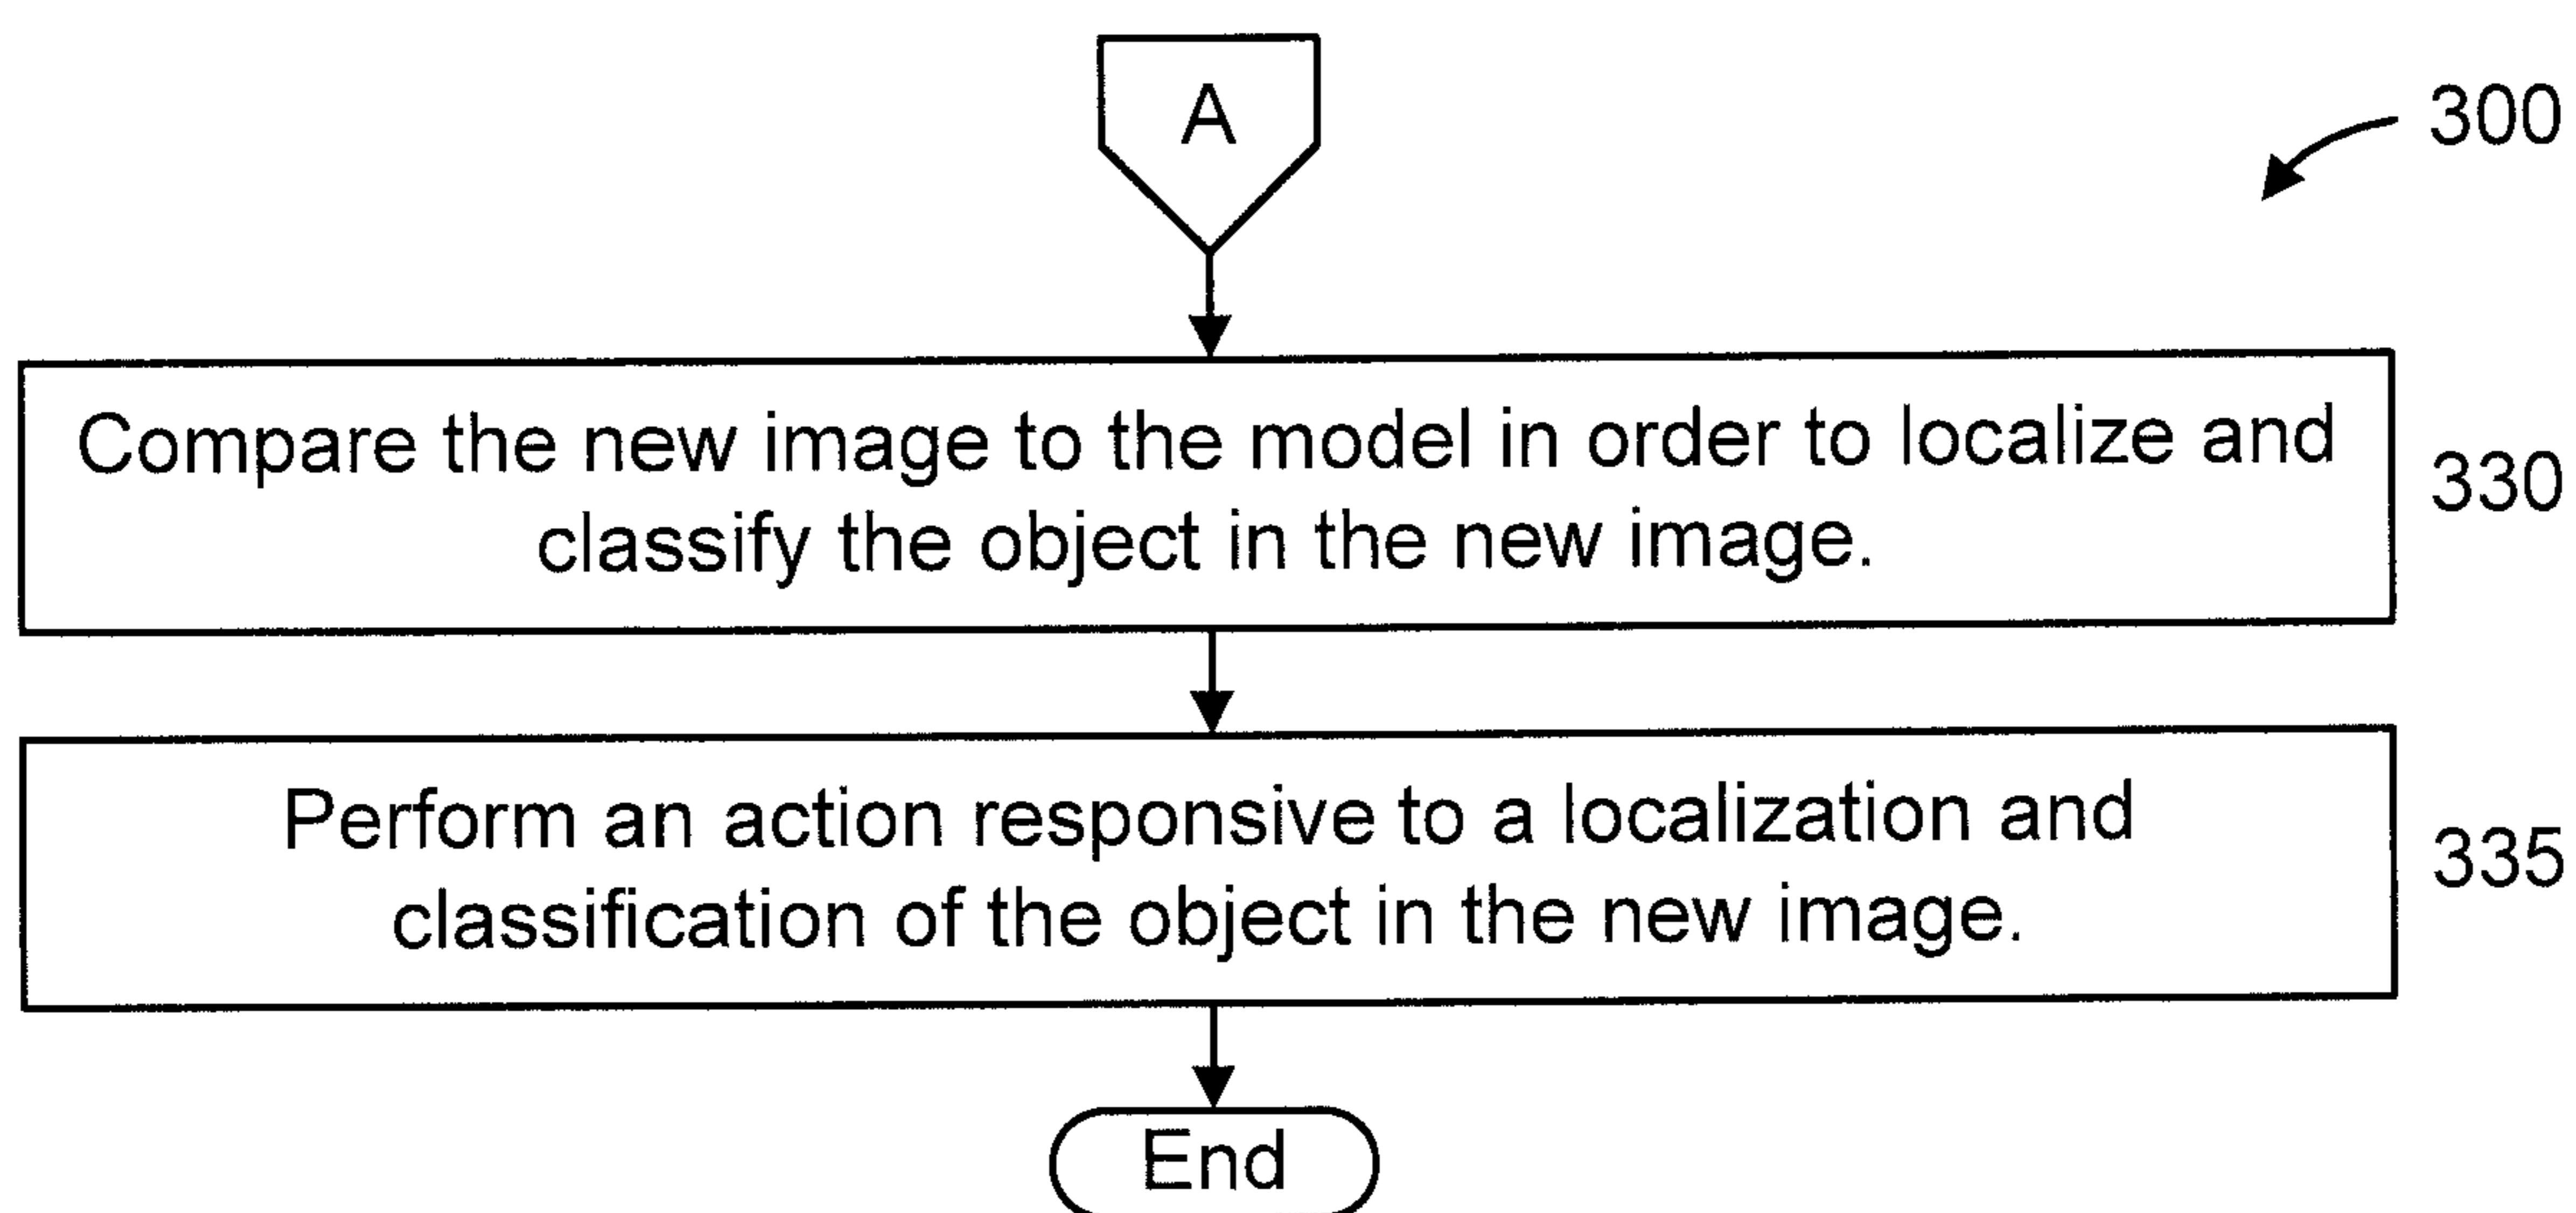 A
300
Compare the new image to the model in order to localize and
classify the object in the new image.
330
Perform an action responsive to a localization and
classification of the object in the new image.
335
End